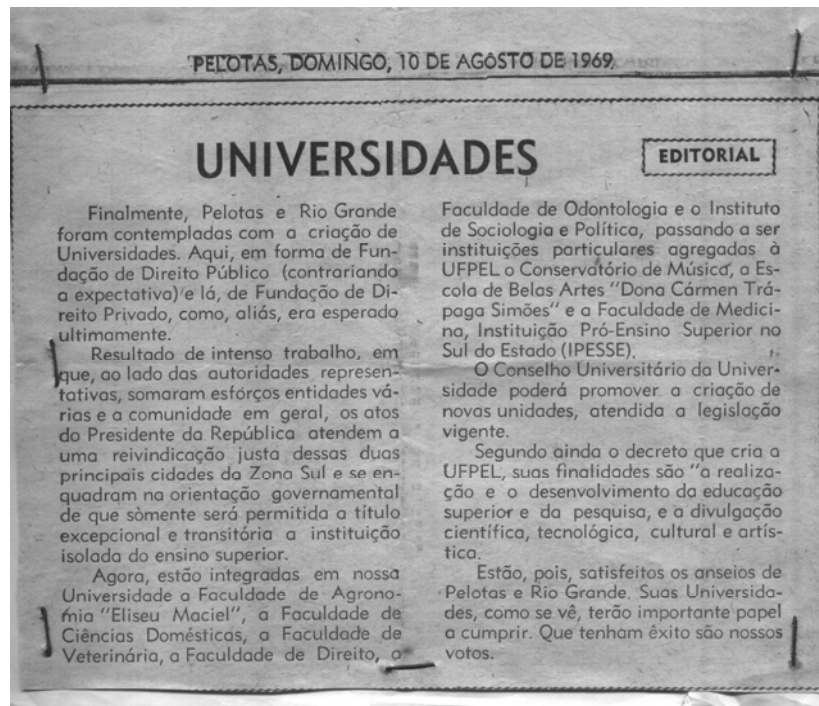 PELOTAS, DOMINGO, 10 DE AGÔSTO DE 1969
UNIVERSIDADES
EDITORIAL
Finalmente, Pelotas e Rio Grande
foram contempladas com a criação de
Universidades. Aqui, em forma de Fun-
dação de Direito Público (contrariando
a expectativa) e lá, de Fundação de Di-
reito Privado, como, aliás, era esperado
ultimamente.
Resultado de intenso trabalho, em
que, ao lado das autoridades represen-
tativas, somaram esforços entidades vá-
rias e a comunidade em geral, os atos
do Presidente da República atendem a
uma reivindicação justa dessas duas
principais cidades da Zona Sul e se en-
quadram na orientação governamental
de que sòmente será permitida a título
excepcional e transitória a instituição
isolada do ensino superior.
Agora, estão integradas em nossa
Universidade a Faculdade de Agrono-
mia "Eliseu Maciel", a Faculdade de
Ciências Domésticas, a Faculdade de
Veterinária, a Faculdade de Direito, a
Faculdade de Odontologia e o Instituto
de Sociologia e Política, passando a ser
instituições particulares agregadas à
UFPEL o Conservatório de Música, a Es-
cola de Belas Artes "Dona Cármen Trá-
paga Simões" e a Faculdade de Medici-
na, Instituição Pró-Ensino Superior no
Sul do Estado (IPESSE).
O Conselho Universitário da Univer-
sidade poderá promover a criação de
novas unidades, atendida a legislação
vigente.
Segundo ainda o decreto que cria a
UFPEL, suas finalidades são "a realiza-
ção e o desenvolvimento da educação
superior e da pesquisa, e a divulgação
científica, tecnológica, cultural e artís-
tica.
Estão, pois, satisfeitos os anseios de
Pelotas e Rio Grande. Suas Universida-
des, como se vê, terão importante papel
a cumprir. Que tenham êxito são nossos
votos.